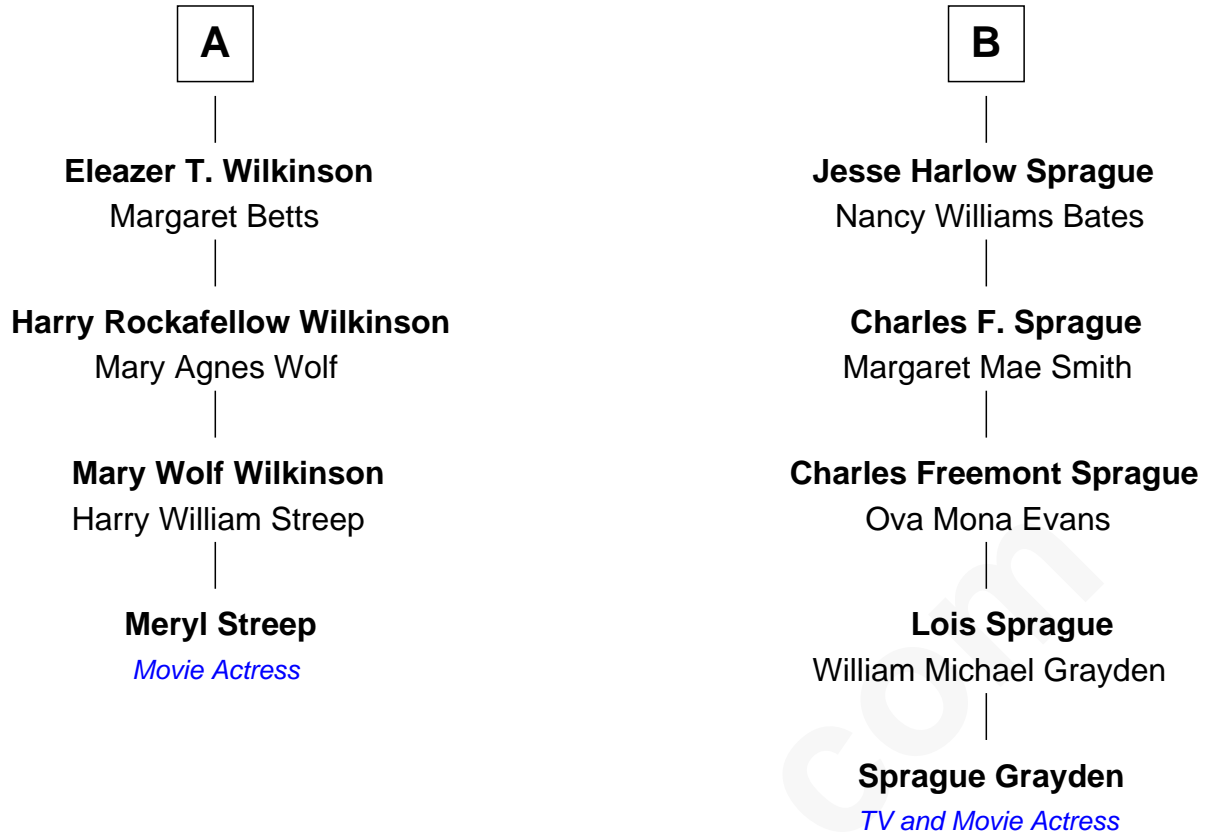 A
Eleazer T. Wilkinson
Margaret Betts
Harry Rockafellow Wilkinson
Mary Agnes Wolf
Mary Wolf Wilkinson
Harry William Streep
Meryl Streep
Movie Actress
B
Jesse Harlow Sprague
Nancy Williams Bates
Charles F. Sprague
Margaret Mae Smith
Charles Freemont Sprague
Ova Mona Evans
Lois Sprague
William Michael Grayden
Sprague Grayden
TV and Movie Actress
com